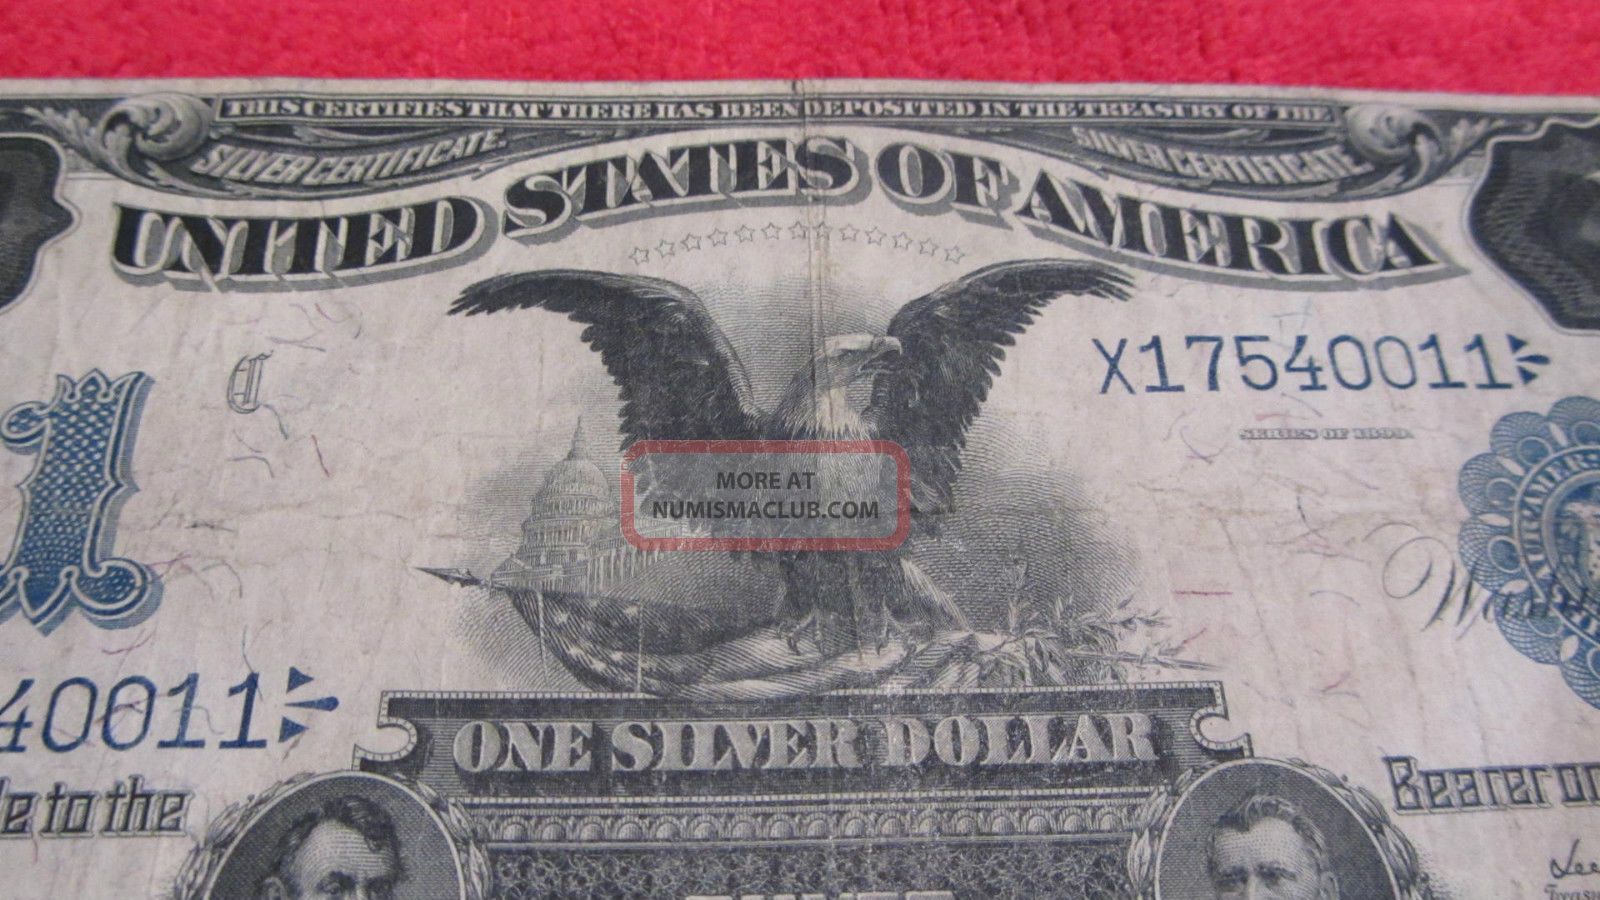 THIS CERTIFIES THAT THERE HAS BEEN DEPOSITED IN THE TREASURY OF THE
SILVER CERTIFICATE. SILVER CERTIFICATE.
UNITED STATES OF AMERICA
C
X17540011
SERIES OF 1899.
1
MORE AT
NUMISMACLUB.COM
40011
ONE SILVER DOLLAR
to the
Bearer on